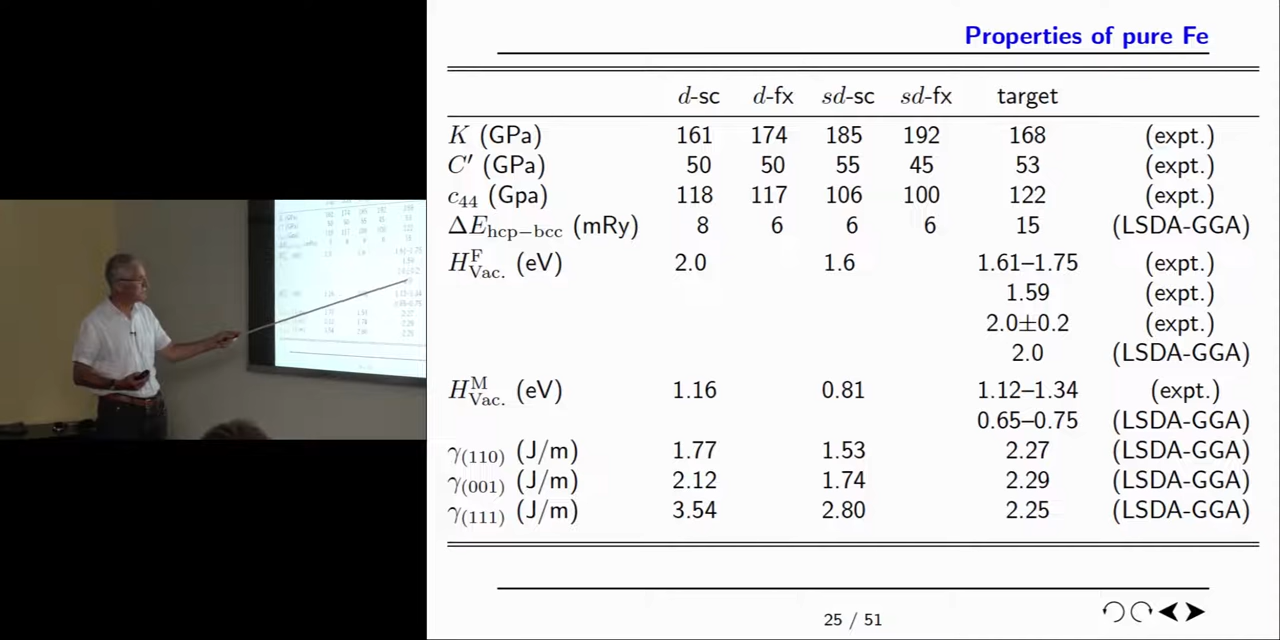 Properties of pure Fe
d-sc d-fx sd-sc sd-fx target
K (GPa) 161 174 185 192 168 (expt.)
C′ (GPa) 50 50 55 45 53 (expt.)
c44 (Gpa) 118 117 106 100 122 (expt.)
ΔEhcp−bcc (mRy) 8 6 6 6 15 (LSDA-GGA)
H^F_Vac. (eV) 2.0 1.6 1.61–1.75 (expt.)
1.59 (expt.)
2.0±0.2 (expt.)
2.0 (LSDA-GGA)
H^M_Vac. (eV) 1.16 0.81 1.12–1.34 (expt.)
0.65–0.75 (LSDA-GGA)
γ(110) (J/m) 1.77 1.53 2.27 (LSDA-GGA)
γ(001) (J/m) 2.12 1.74 2.29 (LSDA-GGA)
γ(111) (J/m) 3.54 2.80 2.25 (LSDA-GGA)
25 / 51